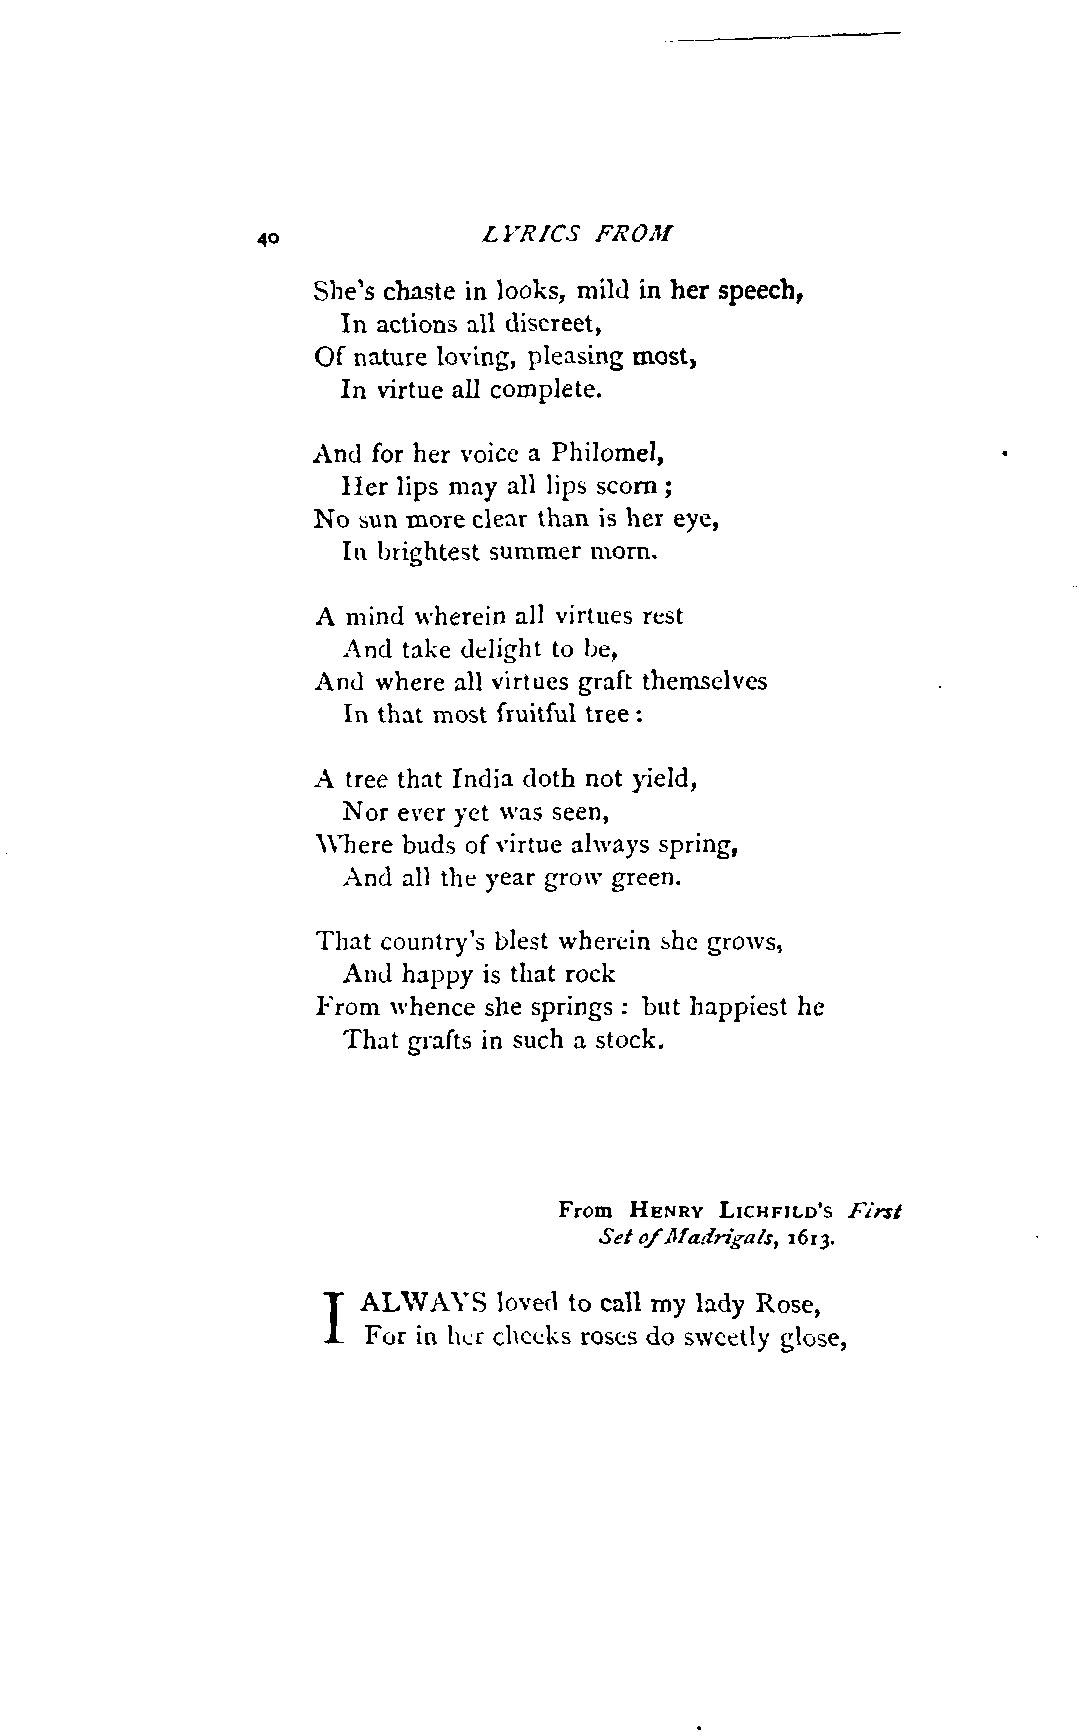 40 LYRICS FROM
She's chaste in looks, mild in her speech,
In actions all discreet,
Of nature loving, pleasing most,
In virtue all complete.
And for her voice a Philomel,
Her lips may all lips scorn ;
No sun more clear than is her eye,
In brightest summer morn.
A mind wherein all virtues rest
And take delight to be,
And where all virtues graft themselves
In that most fruitful tree :
A tree that India doth not yield,
Nor ever yet was seen,
Where buds of virtue always spring,
And all the year grow green.
That country's blest wherein she grows,
And happy is that rock
From whence she springs : but happiest he
That grafts in such a stock.
From HENRY LICHFILD'S First
Set of Madrigals, 1613.
I ALWAYS loved to call my lady Rose,
For in her cheeks roses do sweetly glose,